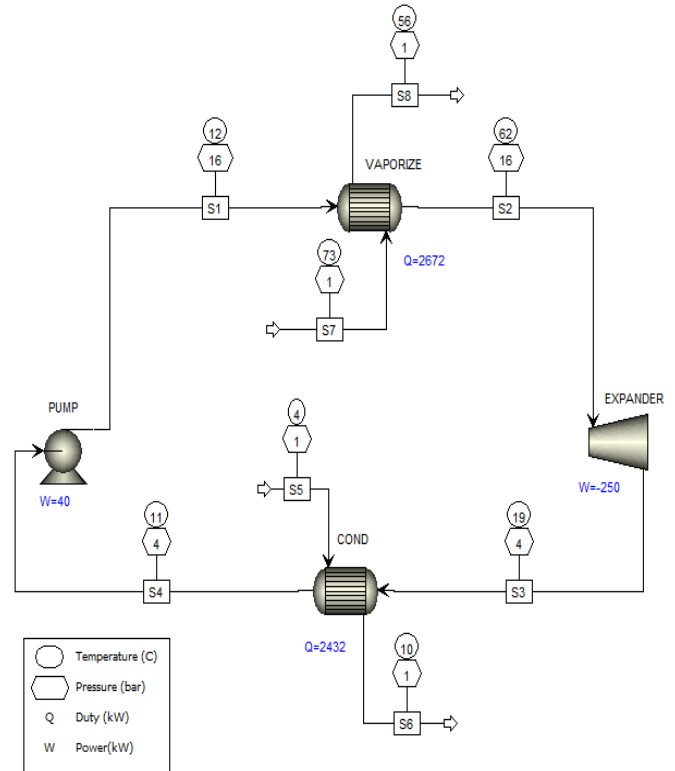 56
1
S8
12
16
62
16
VAPORIZE
S1
S2
73
1
Q=2672
S7
EXPANDER
PUMP
4
1
W=40
S5
W=-250
11
4
19
4
COND
S4
S3
Q=2432
10
1
S6
Temperature (C)
Pressure (bar)
Q Duty (kW)
W Power(kW)